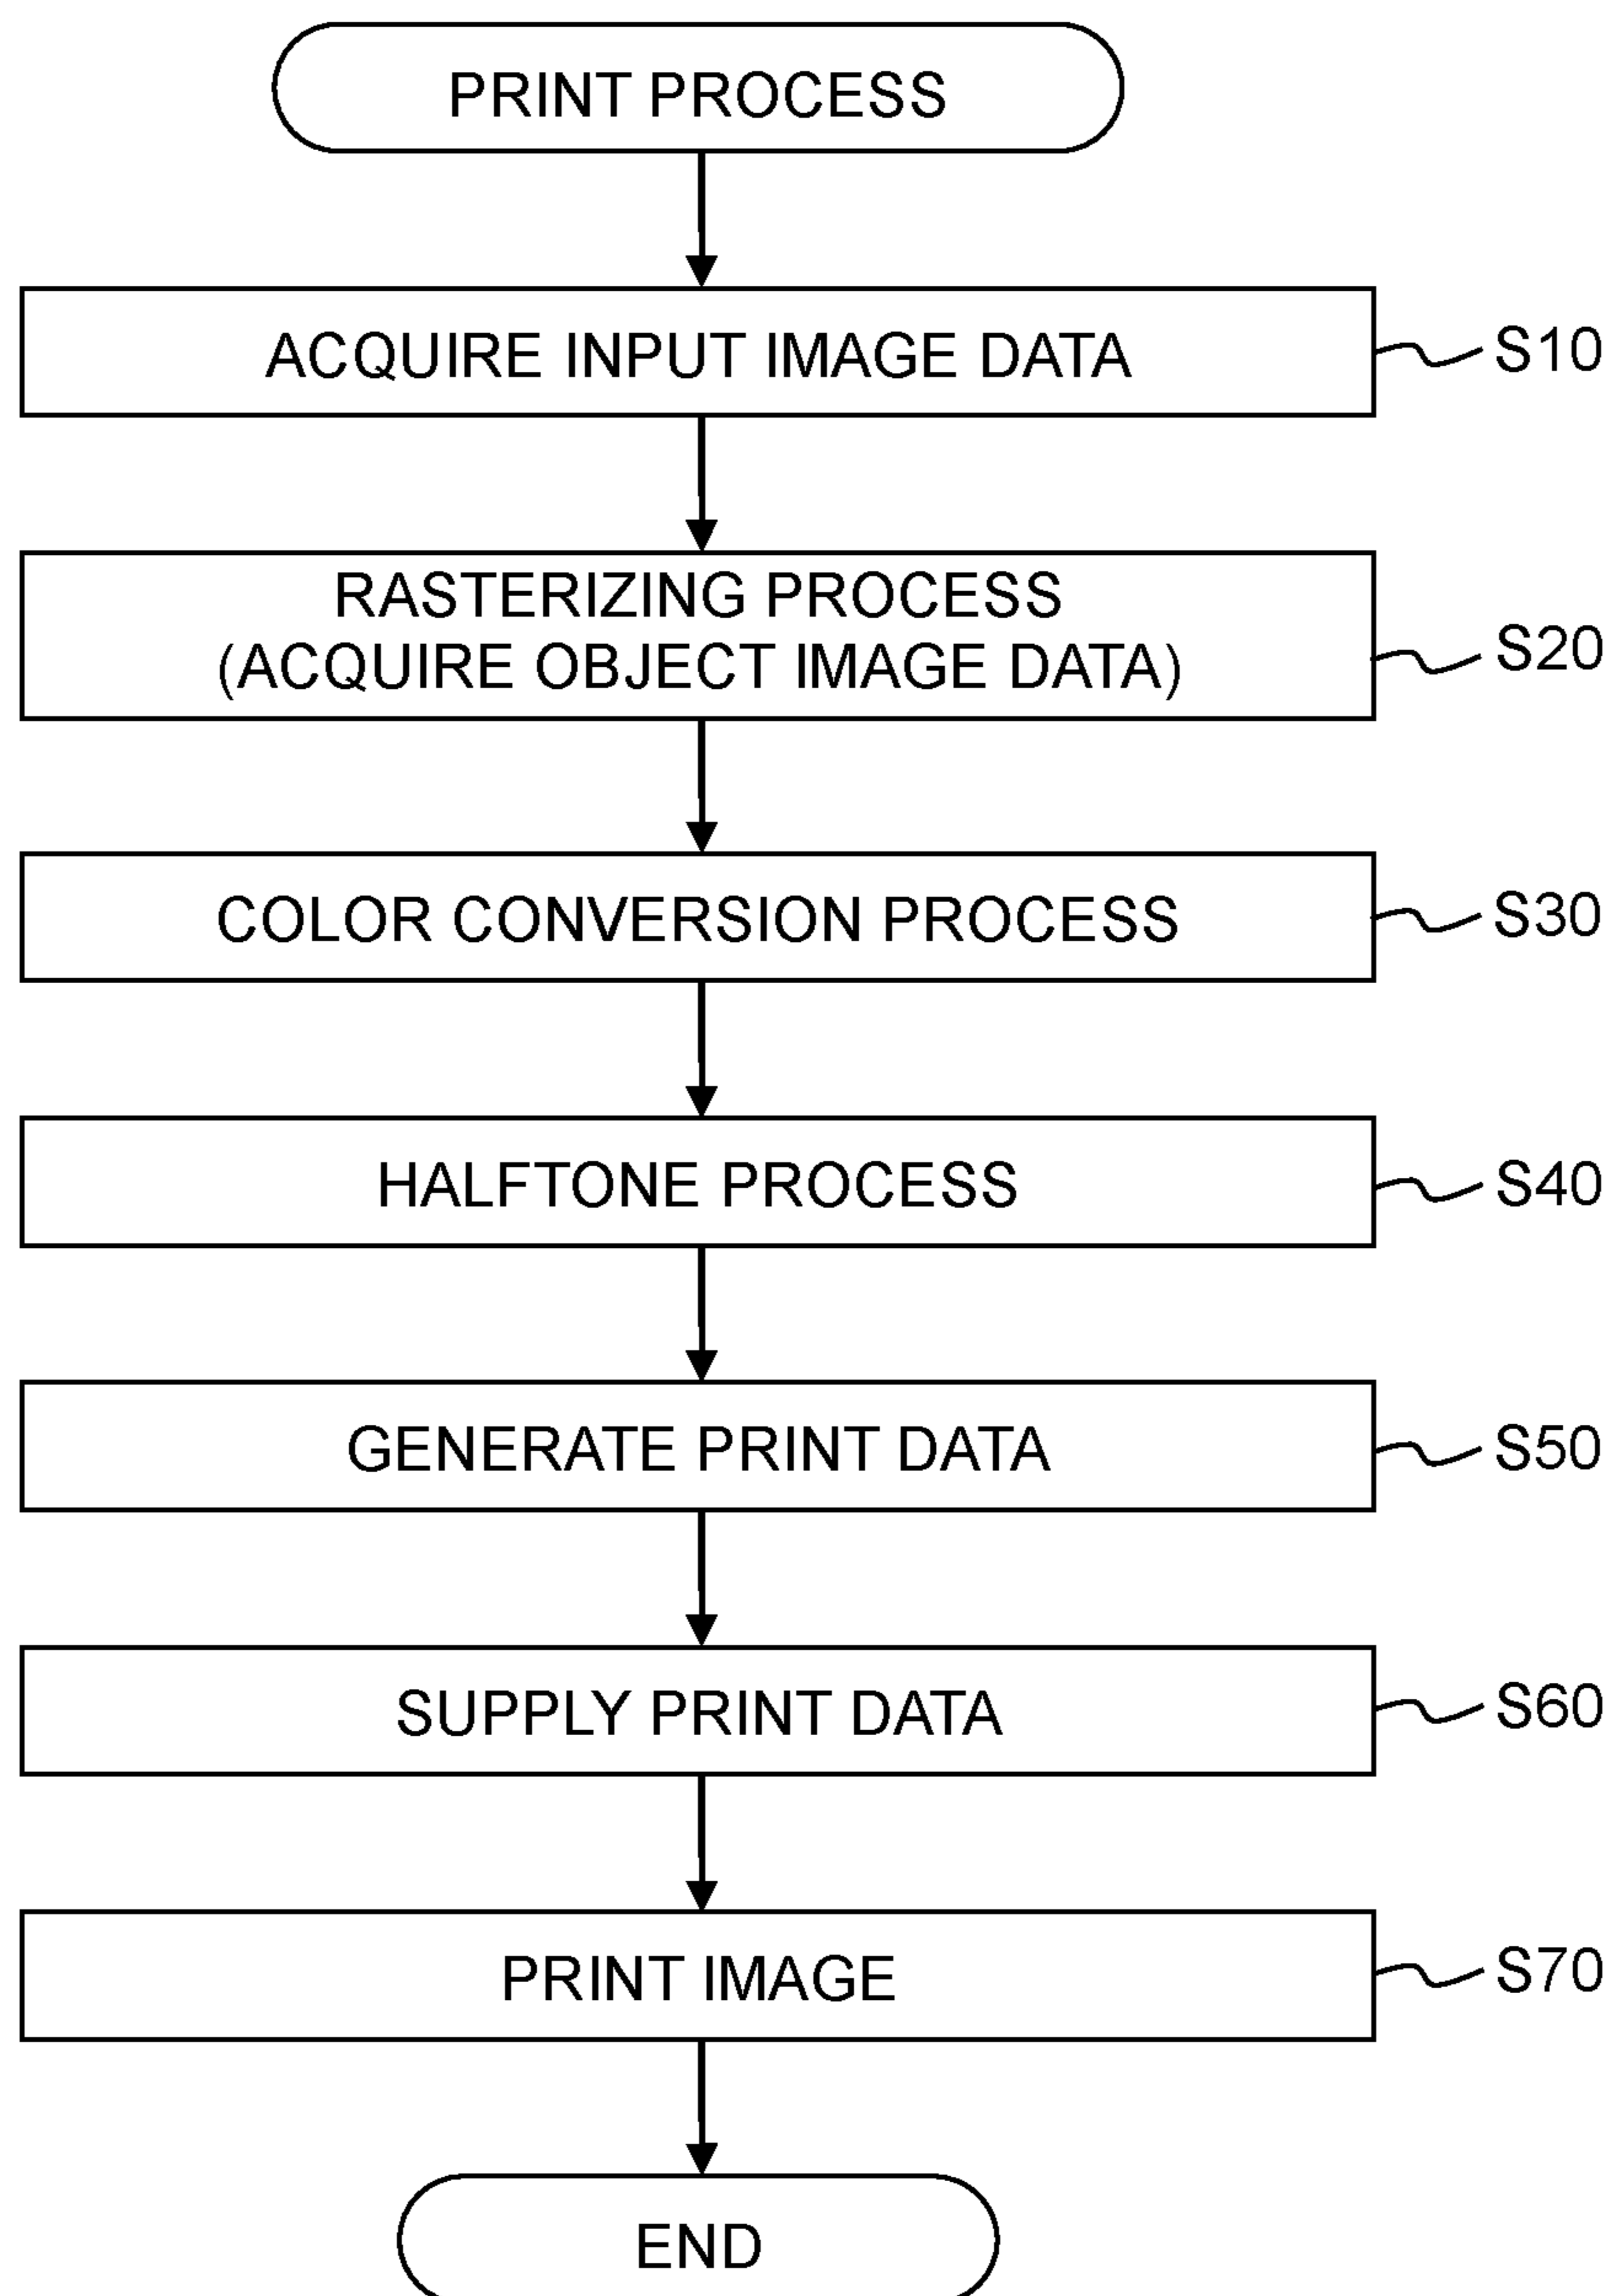 PRINT PROCESS
ACQUIRE INPUT IMAGE DATA
S10
RASTERIZING PROCESS
(ACQUIRE OBJECT IMAGE DATA)
S20
COLOR CONVERSION PROCESS
S30
HALFTONE PROCESS
S40
GENERATE PRINT DATA
S50
SUPPLY PRINT DATA
S60
PRINT IMAGE
S70
END